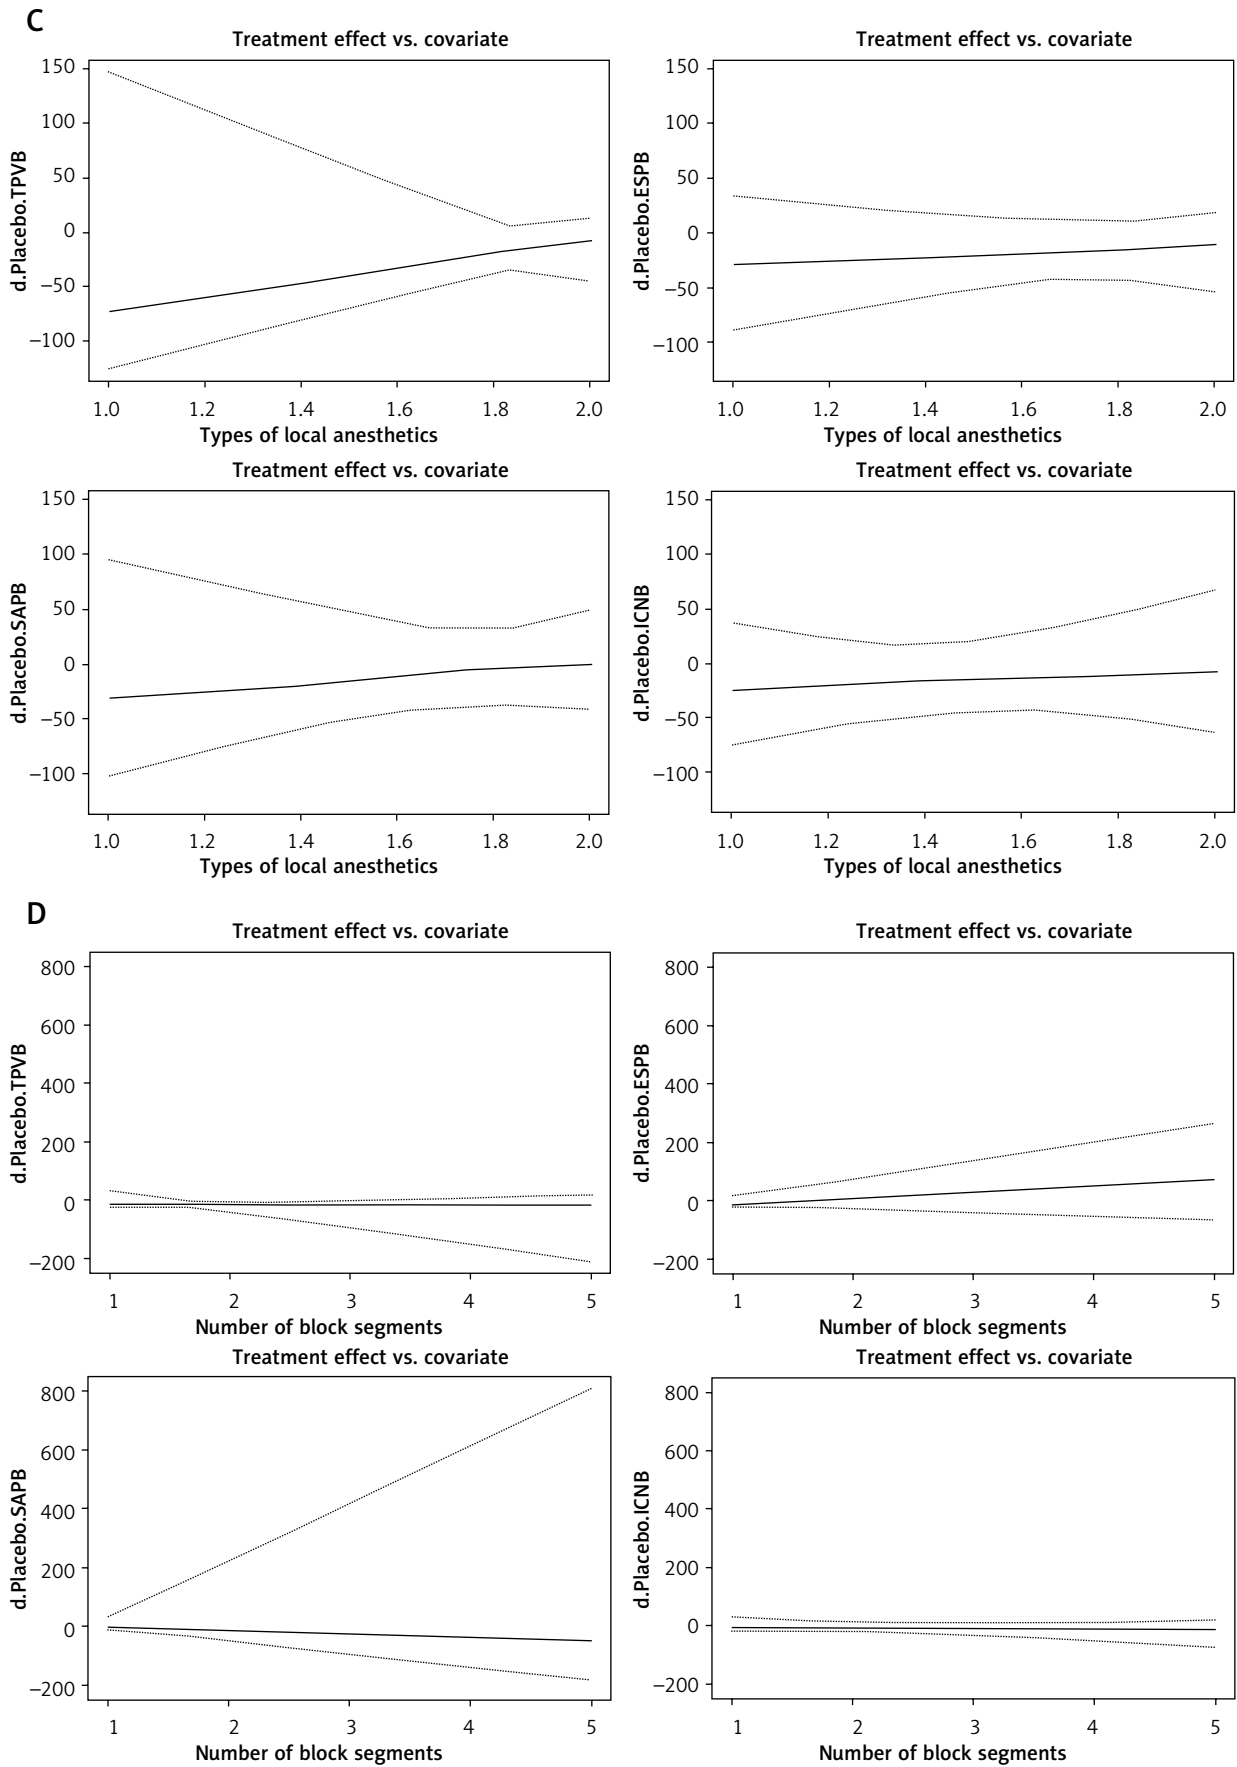 C
Treatment effect vs. covariate
d.Placebo.TPVB
150
100
50
0
−50
−100
1.0 1.2 1.4 1.6 1.8 2.0
Types of local anesthetics
Treatment effect vs. covariate
d.Placebo.ESPB
150
100
50
0
−50
−100
1.0 1.2 1.4 1.6 1.8 2.0
Types of local anesthetics
Treatment effect vs. covariate
d.Placebo.SAPB
150
100
50
0
−50
−100
1.0 1.2 1.4 1.6 1.8 2.0
Types of local anesthetics
Treatment effect vs. covariate
d.Placebo.ICNB
150
100
50
0
−50
−100
1.0 1.2 1.4 1.6 1.8 2.0
Types of local anesthetics
D
Treatment effect vs. covariate
d.Placebo.TPVB
800
600
400
200
0
−200
1 2 3 4 5
Number of block segments
Treatment effect vs. covariate
d.Placebo.ESPB
800
600
400
200
0
−200
1 2 3 4 5
Number of block segments
Treatment effect vs. covariate
d.Placebo.SAPB
800
600
400
200
0
−200
1 2 3 4 5
Number of block segments
Treatment effect vs. covariate
d.Placebo.ICNB
800
600
400
200
0
−200
1 2 3 4 5
Number of block segments